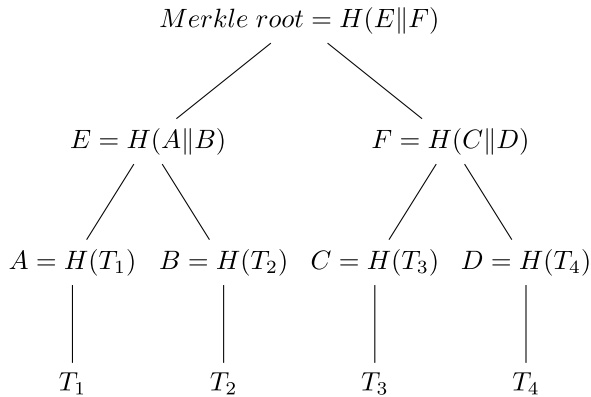 Merkle root = H(E∥F)
E = H(A∥B) F = H(C∥D)
A = H(T₁) B = H(T₂) C = H(T₃) D = H(T₄)
T₁ T₂ T₃ T₄